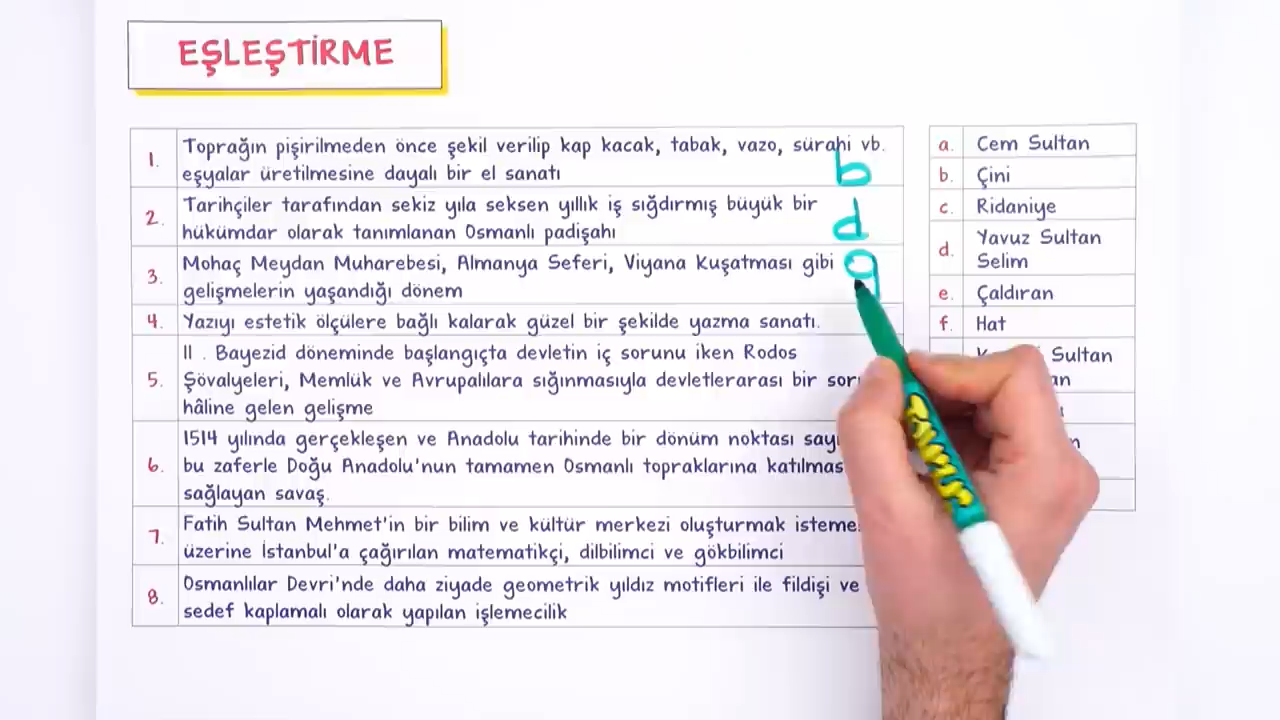 EŞLEŞTİRME
1. Toprağın pişirilmeden önce şekil verilip kap kacak, tabak, vazo, sürahi vb.
eşyalar üretilmesine dayalı bir el sanatı
b
2. Tarihçiler tarafından sekiz yıla seksen yıllık iş sığdırmış büyük bir
hükümdar olarak tanımlanan Osmanlı padişahı
d
3. Mohaç Meydan Muharebesi, Almanya Seferi, Viyana Kuşatması gibi
gelişmelerin yaşandığı dönem
g
4. Yazıyı estetik ölçülere bağlı kalarak güzel bir şekilde yazma sanatı.
II . Bayezid döneminde başlangıçta devletin iç sorunu iken Rodos
5. Şövalyeleri, Memlük ve Avrupalılara sığınmasıyla devletlerarası bir
hâline gelen gelişme
1514 yılında gerçekleşen ve Anadolu tarihinde bir dönüm noktası
6. bu zaferle Doğu Anadolu'nun tamamen Osmanlı topraklarına
sağlayan savaş.
7. Fatih Sultan Mehmet'in bir bilim ve kültür merkezi oluşturmak
üzerine İstanbul'a çağırılan matematikçi, dilbilimci ve gökbilimci
8. Osmanlılar Devri'nde daha ziyade geometrik yıldız motifleri ile fildişi ve
sedef kaplamalı olarak yapılan işlemecilik
a. Cem Sultan
b. Çini
c. Ridaniye
d. Yavuz Sultan
Selim
e. Çaldıran
f. Hat
Sultan